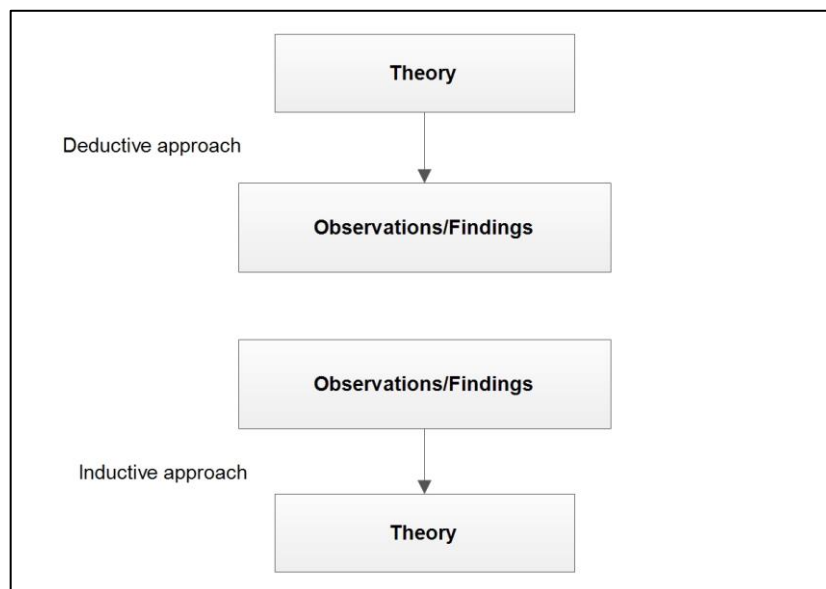 Theory
Deductive approach
Observations/Findings
Observations/Findings
Inductive approach
Theory